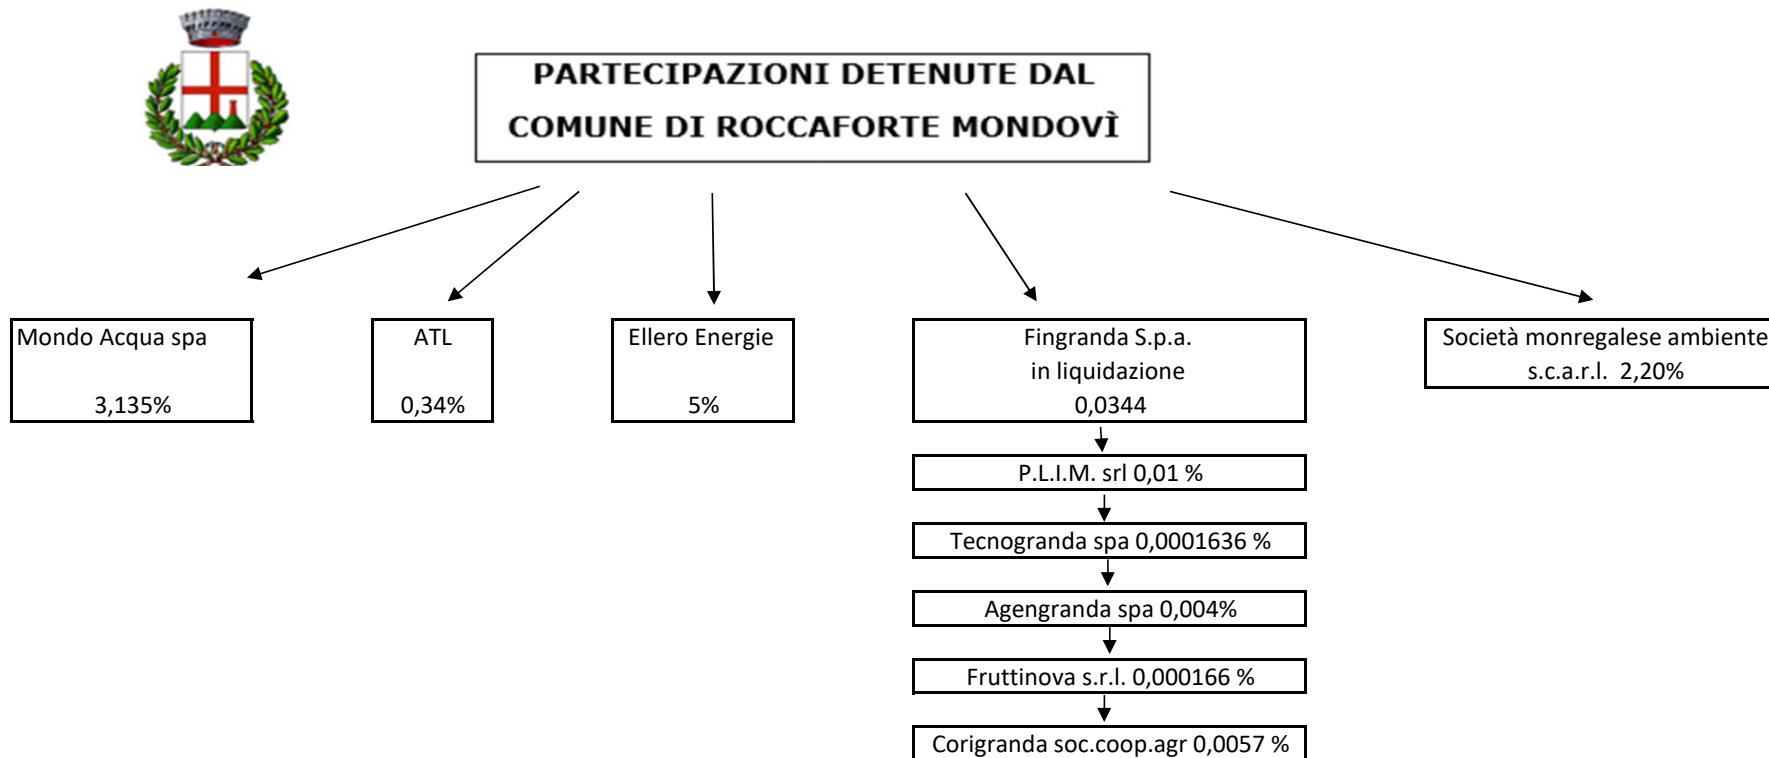 PARTECIPAZIONI DETENUTE DAL
COMUNE DI ROCCAFORTE MONDOVÌ
Mondo Acqua spa
3,135%
ATL
0,34%
Ellero Energie
5%
Fingranda S.p.a.
in liquidazione
0,0344
Società monregalese ambiente
s.c.a.r.l. 2,20%
P.L.I.M. srl 0,01 %
Tecnogranda spa 0,0001636 %
Agengranda spa 0,004%
Fruttinova s.r.l. 0,000166 %
Corigranda soc.coop.agr 0,0057 %